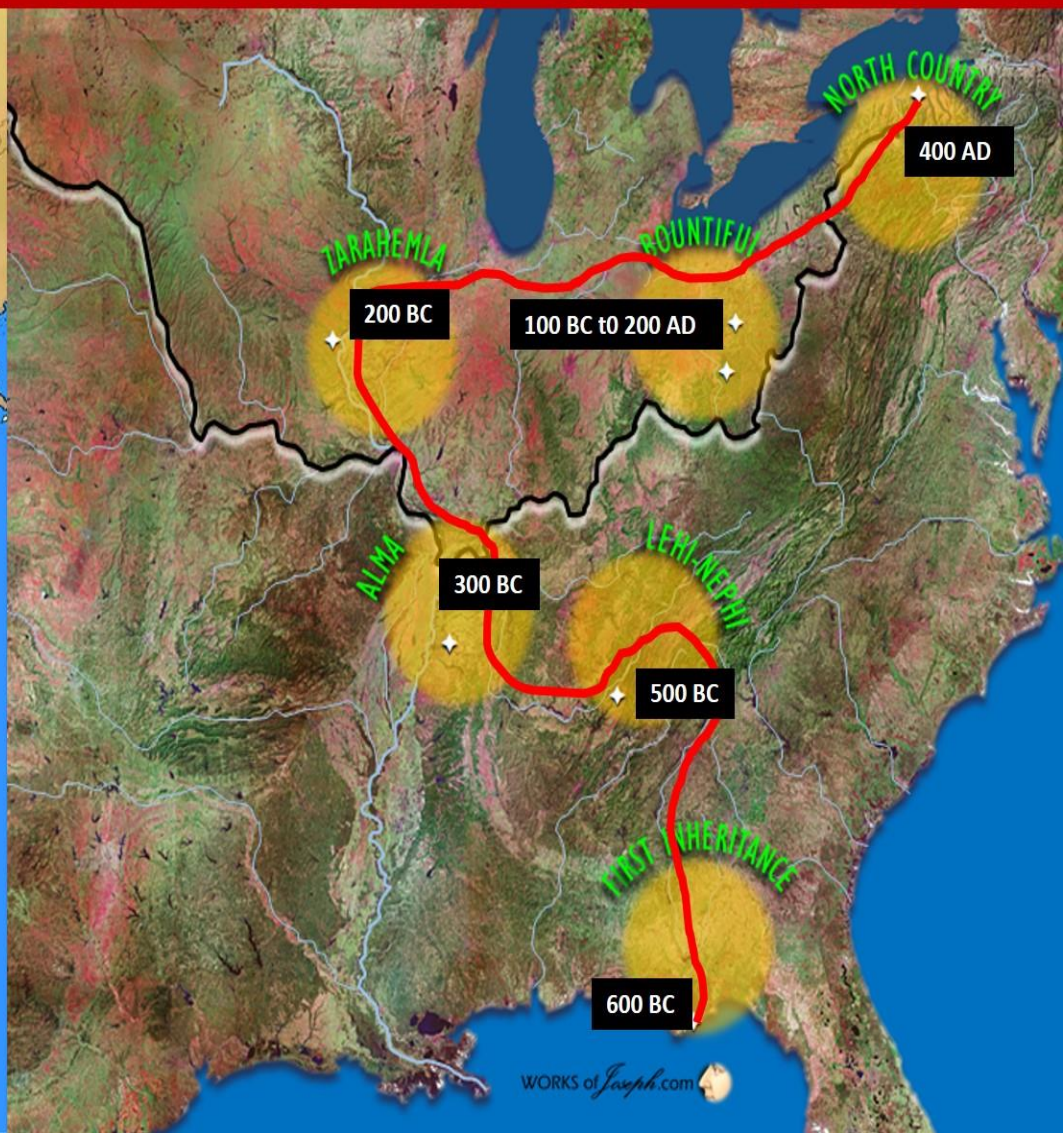 NORTH COUNTRY
400 AD
ZARAHEMLA
BOUNTIFUL
200 BC
100 BC t0 200 AD
ALMA
LEHI-NEPHI
300 BC
500 BC
FIRST INHERITANCE
600 BC
WORKS of Joseph.com